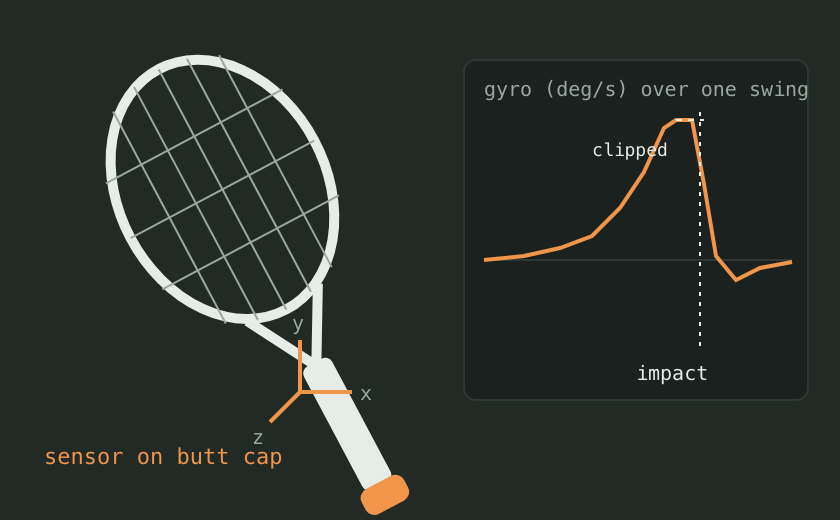 gyro (deg/s) over one swing
clipped
impact
y
x
z
sensor on butt cap